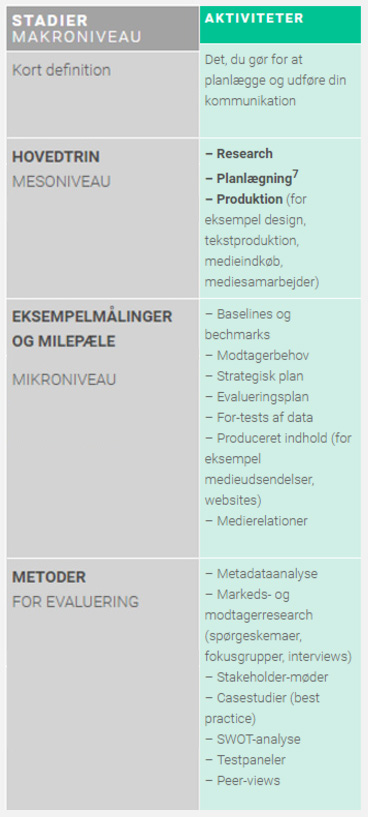 STADIER
MAKRONIVEAU
AKTIVITETER
Kort definition
Det, du gør for at
planlægge og udføre din
kommunikation
HOVEDTRIN
MESONIVEAU
– Research
– Planlægning7
– Produktion (for
eksempel design,
tekstproduktion,
medieindkøb,
mediesamarbejder)
EKSEMPELMÅLINGER
OG MILEPÆLE
MIKRONIVEAU
– Baselines og
bechmarks
– Modtagerbehov
– Strategisk plan
– Evalueringsplan
– For-tests af data
– Produceret indhold (for
eksempel
medieudsendelser,
websites)
– Medierelationer
METODER
FOR EVALUERING
– Metadataanalyse
– Markeds- og
modtagerresearch
(spørgeskemaer,
fokusgrupper, interviews)
– Stakeholder-møder
– Casestudier (best
practice)
– SWOT-analyse
– Testpaneler
– Peer-views